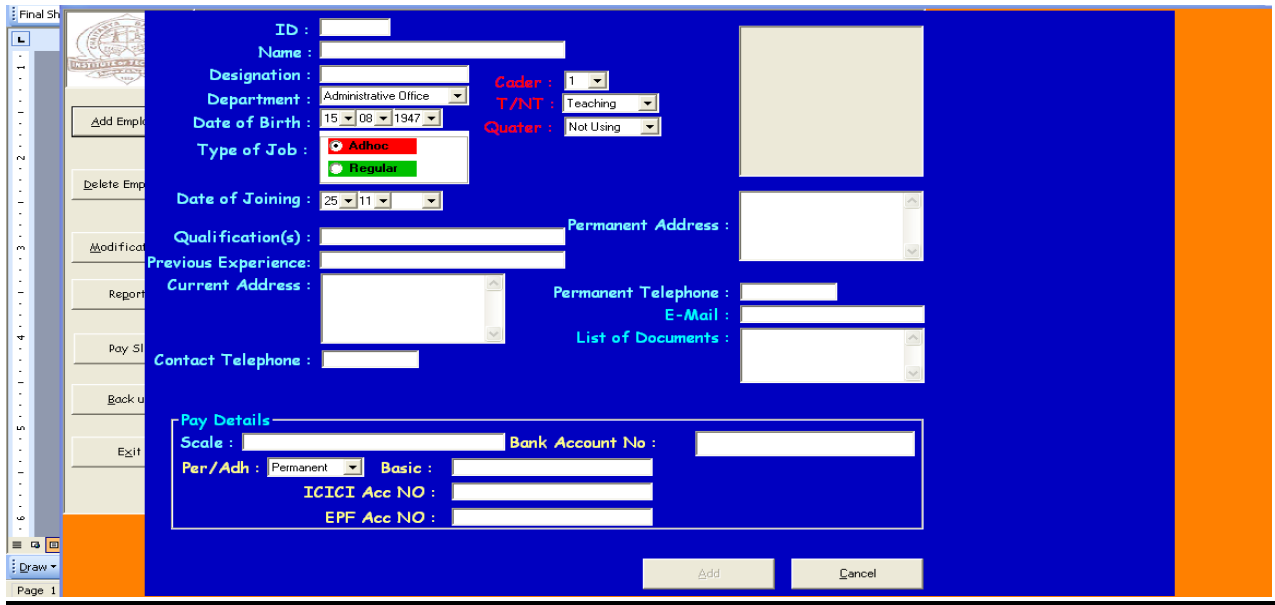 Final Sh
ID :
Name :
Designation :
Cader : 1
Department : Administrative Office
T/NT : Teaching
Add Emplo
Date of Birth : 15 08 1947
Quater : Not Using
Type of Job : Adhoc
Regular
Delete Emp
Date of Joining : 25 11
Permanent Address :
Qualification(s) :
Modificat
Previous Experience:
Current Address :
Permanent Telephone :
Report
E-Mail :
List of Documents :
Pay Sl
Contact Telephone :
Back u
Pay Details
Scale :
Bank Account No :
Exit
Per/Adh : Permanent
Basic :
ICICI Acc NO :
EPF Acc NO :
Draw
Add
Cancel
Page 1